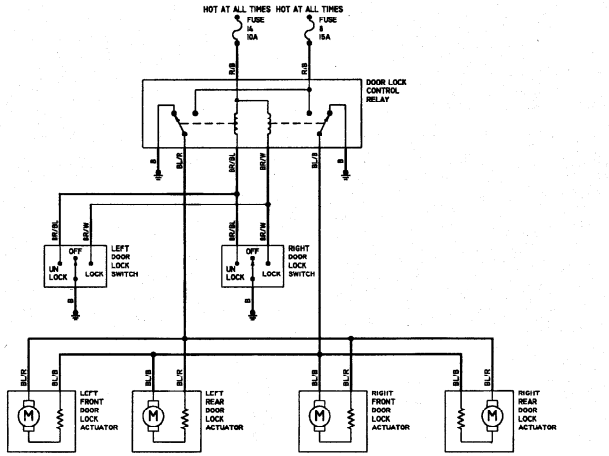 HOT AT ALL TIMES HOT AT ALL TIMES
FUSE
14
10A
FUSE
8
15A
R/B
R/B
DOOR LOCK
CONTROL
RELAY
B
BL/R
BR/BL
BR/W
BL/B
B
BR/BL
BR/W
BR/BL
BR/W
OFF
UN
LOCK
LOCK
LEFT
DOOR
LOCK
SWITCH
OFF
UN
LOCK
LOCK
RIGHT
DOOR
LOCK
SWITCH
B
B
BL/R
BL/B
BL/B
BL/R
BL/B
BL/R
BL/B
BL/R
M
LEFT
FRONT
DOOR
LOCK
ACTUATOR
M
LEFT
REAR
DOOR
LOCK
ACTUATOR
M
RIGHT
FRONT
DOOR
LOCK
ACTUATOR
M
RIGHT
REAR
DOOR
LOCK
ACTUATOR